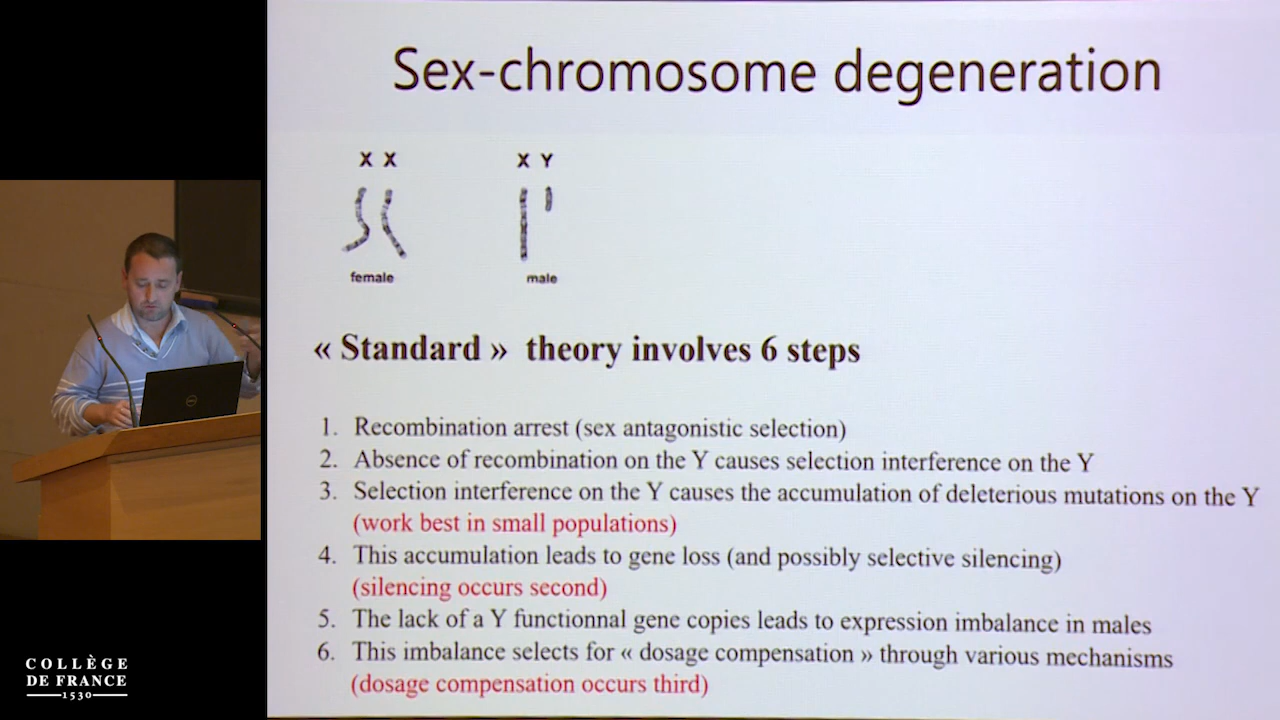 Sex-chromosome degeneration
X X
X Y
female
male
« Standard » theory involves 6 steps
1. Recombination arrest (sex antagonistic selection)
2. Absence of recombination on the Y causes selection interference on the Y
3. Selection interference on the Y causes the accumulation of deleterious mutations on the Y
(work best in small populations)
4. This accumulation leads to gene loss (and possibly selective silencing)
(silencing occurs second)
5. The lack of a Y functionnal gene copies leads to expression imbalance in males
6. This imbalance selects for « dosage compensation » through various mechanisms
(dosage compensation occurs third)
DELL
COLLÈGE
DE FRANCE
1530